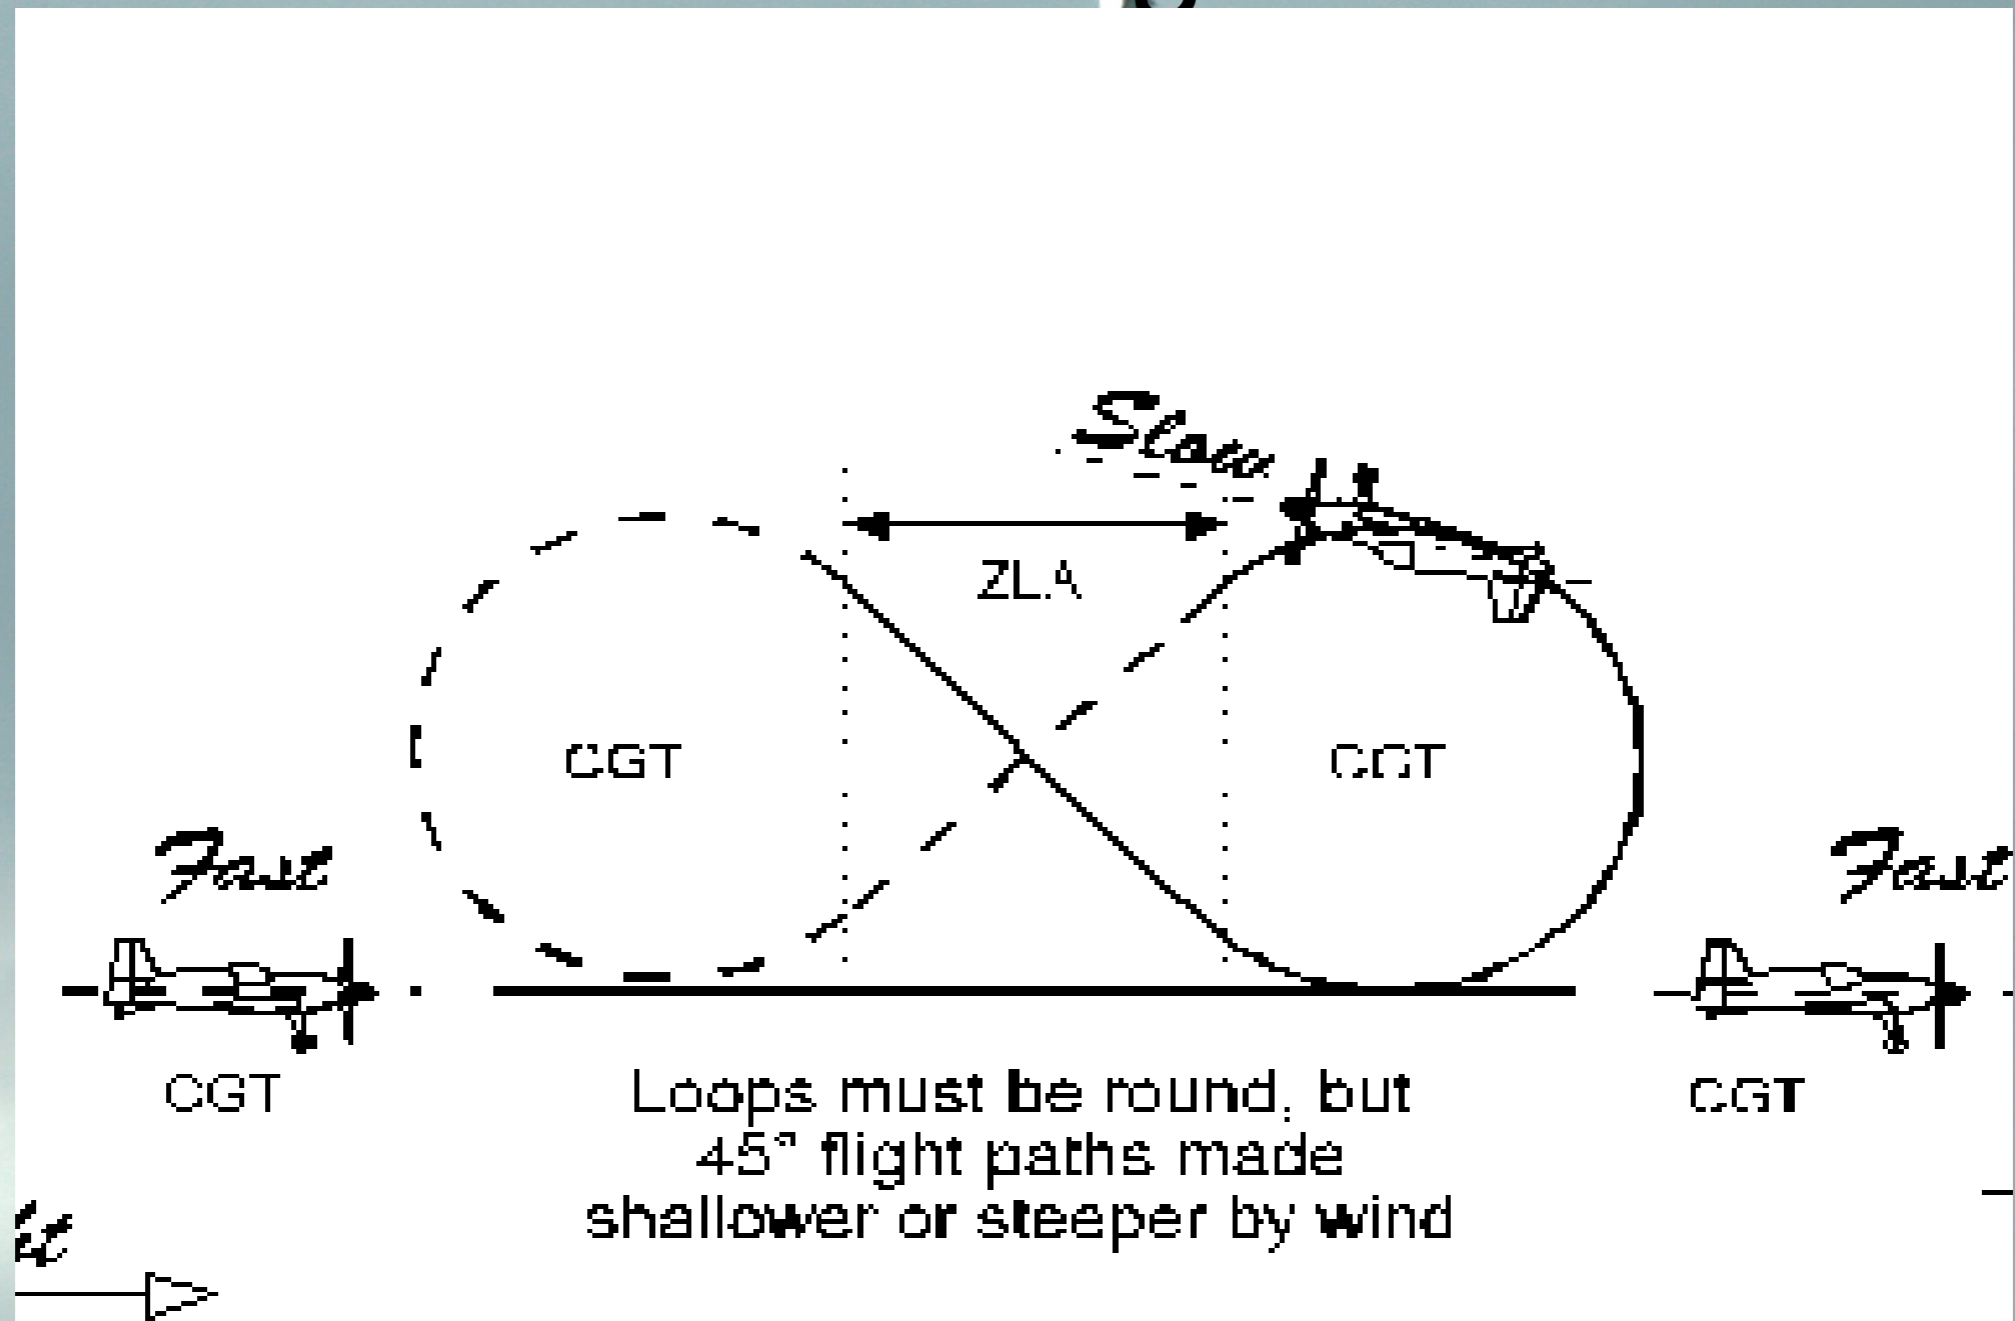 Slow
ZLA
CGT
CGT
Fast
Fast
CGT
CGT
Loops must be round, but
45° flight paths made
shallower or steeper by wind